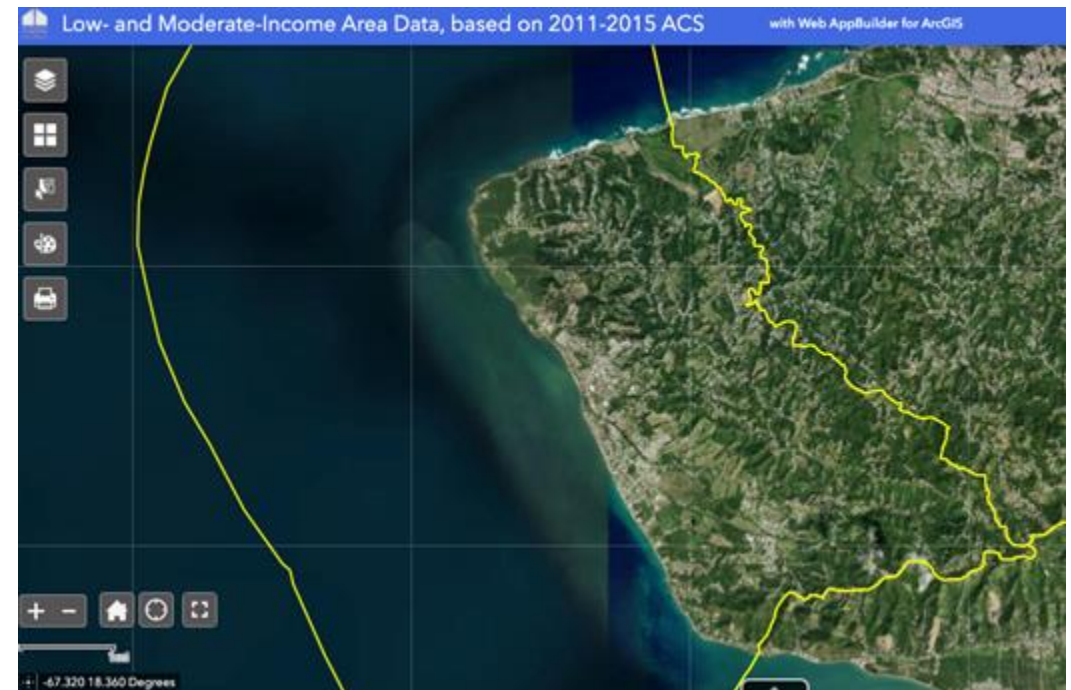 Low- and Moderate-Income Area Data, based on 2011-2015 ACS
with Web AppBuilder for ArcGIS
-67.320 18.360 Degrees